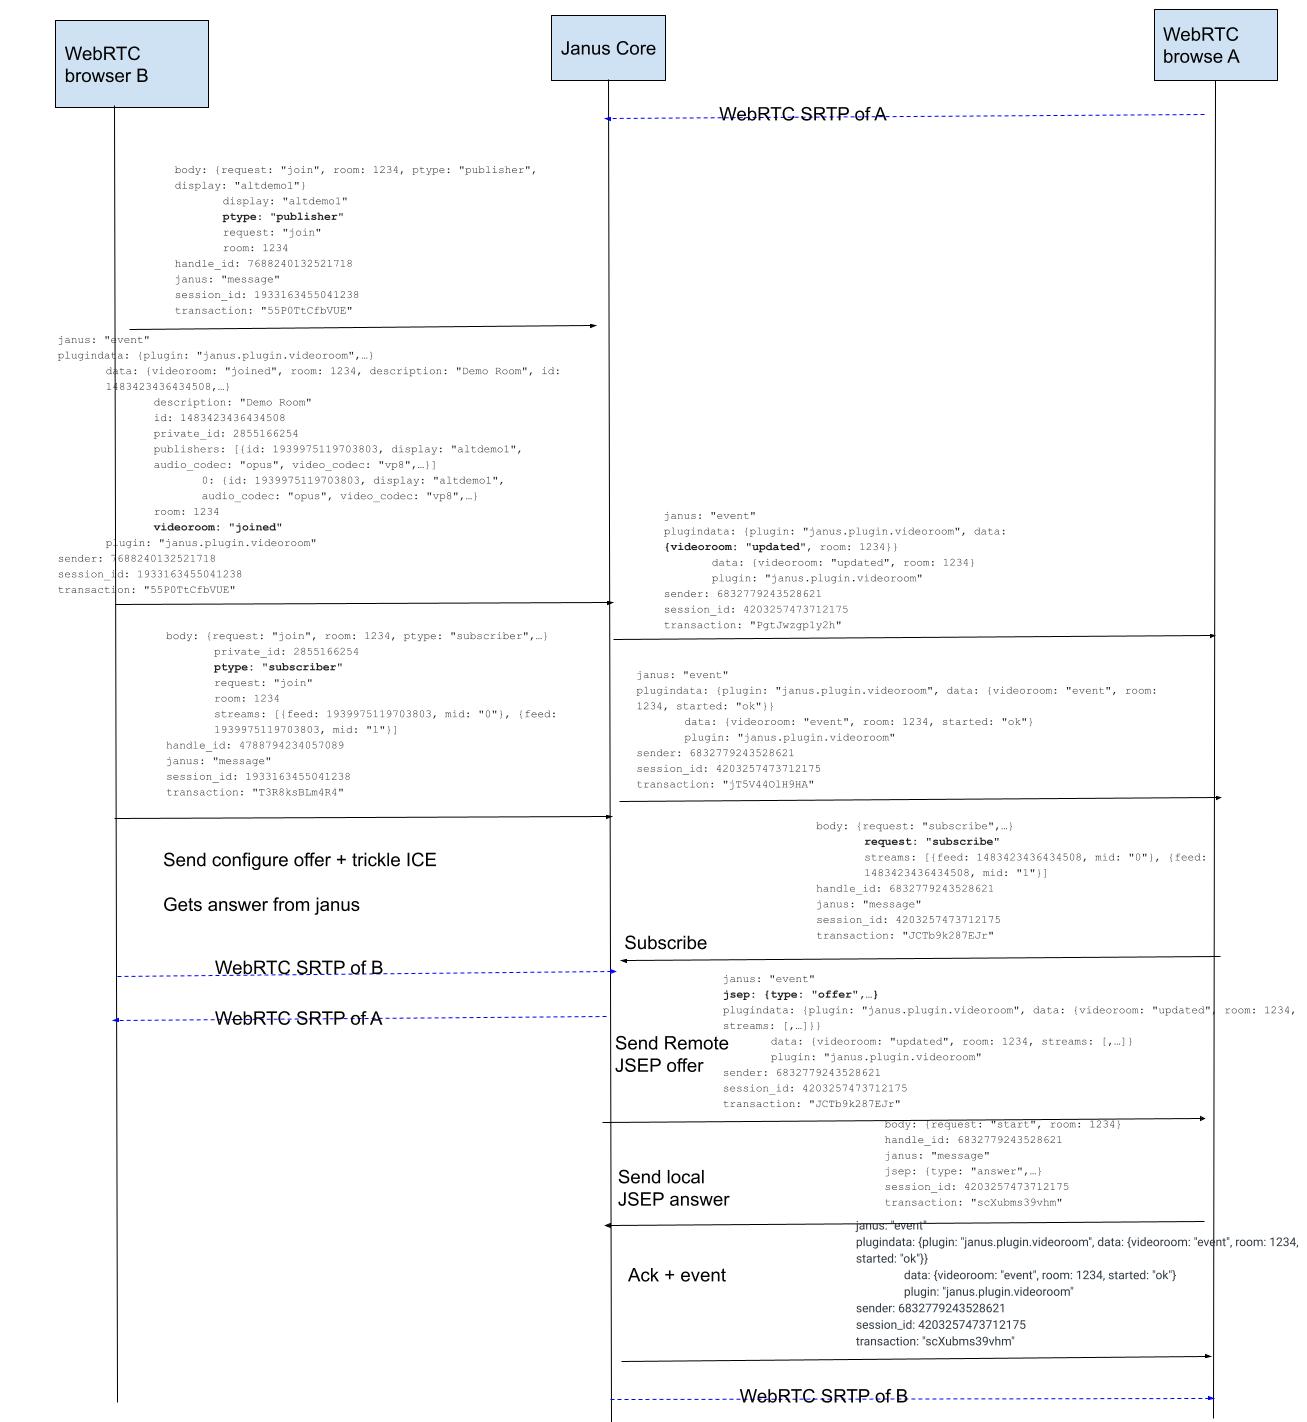 WebRTC
browser B
Janus Core
WebRTC
browse A
WebRTC SRTP of A
body: {request: "join", room: 1234, ptype: "publisher",
display: "altdemo1"}
display: "altdemo1"
ptype: "publisher"
request: "join"
room: 1234
handle_id: 7688240132521718
janus: "message"
session_id: 1933163455041238
transaction: "55P0TtCfbVUE"
janus: "event"
plugindata: {plugin: "janus.plugin.videoroom",…}
data: {videoroom: "joined", room: 1234, description: "Demo Room", id:
1483423436434508,…}
description: "Demo Room"
id: 1483423436434508
private_id: 2855166254
publishers: [{id: 1939975119703803, display: "altdemo1",
audio_codec: "opus", video_codec: "vp8",…}]
0: {id: 1939975119703803, display: "altdemo1",
audio_codec: "opus", video_codec: "vp8",…}
room: 1234
videoroom: "joined"
plugin: "janus.plugin.videoroom"
sender: 7688240132521718
session_id: 1933163455041238
transaction: "55P0TtCfbVUE"
janus: "event"
plugindata: {plugin: "janus.plugin.videoroom", data:
{videoroom: "updated", room: 1234}}
data: {videoroom: "updated", room: 1234}
plugin: "janus.plugin.videoroom"
sender: 6832779243528621
session_id: 4203257473712175
transaction: "PgtJwzgp1y2h"
body: {request: "join", room: 1234, ptype: "subscriber",…}
private_id: 2855166254
ptype: "subscriber"
request: "join"
room: 1234
streams: [{feed: 1939975119703803, mid: "0"}, {feed:
1939975119703803, mid: "1"}]
handle_id: 4788794234057089
janus: "message"
session_id: 1933163455041238
transaction: "T3R8ksBLm4R4"
janus: "event"
plugindata: {plugin: "janus.plugin.videoroom", data: {videoroom: "event", room:
1234, started: "ok"}}
data: {videoroom: "event", room: 1234, started: "ok"}
plugin: "janus.plugin.videoroom"
sender: 6832779243528621
session_id: 4203257473712175
transaction: "jT5V44OlH9HA"
body: {request: "subscribe",…}
request: "subscribe"
streams: [{feed: 1483423436434508, mid: "0"}, {feed:
1483423436434508, mid: "1"}]
handle_id: 6832779243528621
janus: "message"
session_id: 4203257473712175
transaction: "JCTb9k287EJr"
Send configure offer + trickle ICE
Gets answer from janus
Subscribe
WebRTC SRTP of B
WebRTC SRTP of A
janus: "event"
jsep: {type: "offer",…}
plugindata: {plugin: "janus.plugin.videoroom", data: {videoroom: "updated", room: 1234,
streams: [,…]}}
data: {videoroom: "updated", room: 1234, streams: [,…]}
plugin: "janus.plugin.videoroom"
sender: 6832779243528621
session_id: 4203257473712175
transaction: "JCTb9k287EJr"
Send Remote
JSEP offer
body: {request: "start", room: 1234}
handle_id: 6832779243528621
janus: "message"
jsep: {type: "answer",…}
session_id: 4203257473712175
transaction: "scXubms39vhm"
Send local
JSEP answer
janus: "event"
plugindata: {plugin: "janus.plugin.videoroom", data: {videoroom: "event", room: 1234,
started: "ok"}}
data: {videoroom: "event", room: 1234, started: "ok"}
plugin: "janus.plugin.videoroom"
sender: 6832779243528621
session_id: 4203257473712175
transaction: "scXubms39vhm"
Ack + event
WebRTC SRTP of B